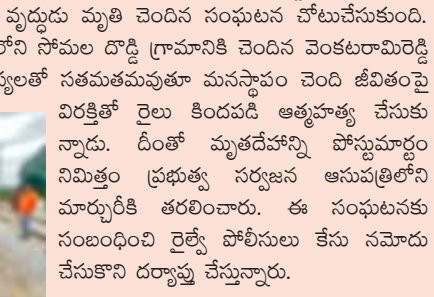 వృద్ధుడు మృతి చెందిన సంఘటన చోటుచేసుకుంది.
లోని సోమల దొడ్డి గ్రామానికి చెందిన వెంకటరామిరెడ్డి
స్యలతో సతమతమవుతూ మనస్థాపం చెంది జీవితంపై
విరక్తితో రైలు కిందపడి ఆత్మహత్య చేసుకు
న్నాడు. దీంతో మృతదేహాన్ని పోస్టుమార్టం
నిమిత్తం ప్రభుత్వ సర్వజన ఆసుపత్రిలోని
మార్చురీకి తరలించారు. ఈ సంఘటనకు
సంబంధించి రైల్వే పోలీసులు కేసు నమోదు
చేసుకొని దర్యాప్తు చేస్తున్నారు.